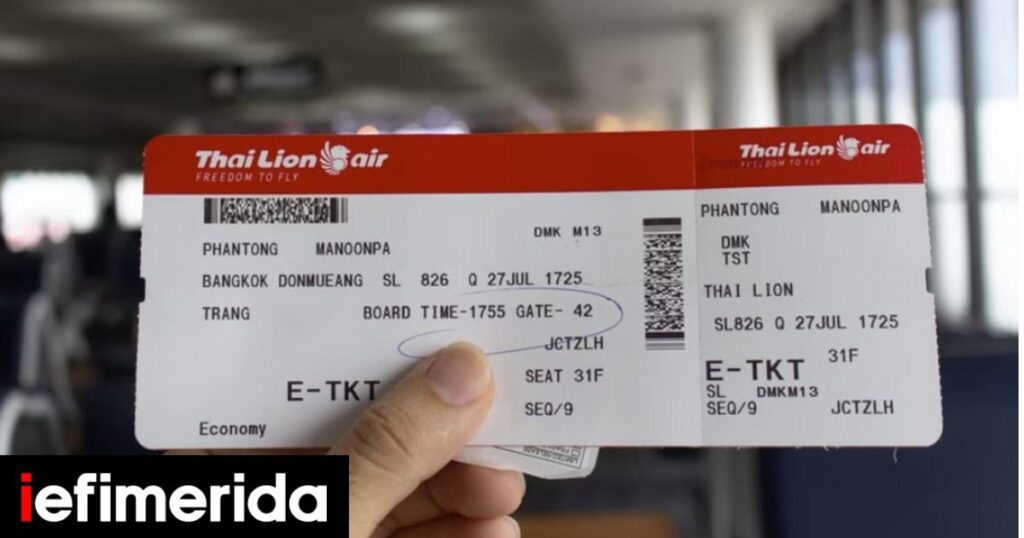 Thai Lion air
FREEDOM TO FLY
PHANTONG MANOONPA
DMK M13
BANGKOK DONMUEANG SL 826 Q 27JUL 1725
TRANG BOARD TIME-1755 GATE- 42
JCTZLH
E-TKT
SEAT 31F
SEQ/9
Economy
Thai Lion air
FREEDOM TO FLY
PHANTONG MANOONPA
DMK
TST
THAI LION
SL826 Q 27JUL 1725
E-TKT 31F
SL DMKM13
SEQ/9 JCTZLH
iefimerida